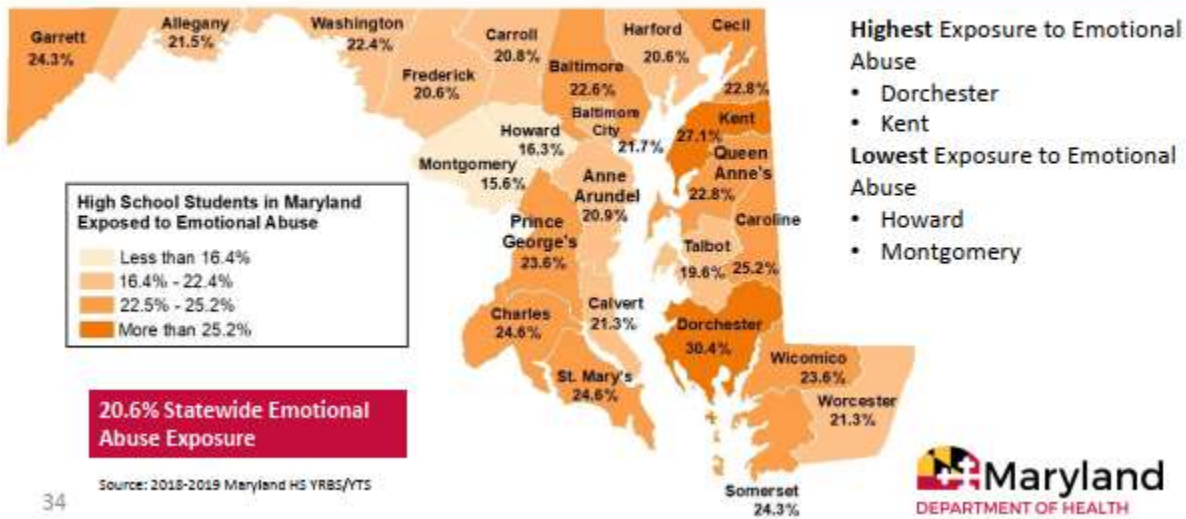 Garrett
24.3%
Allegany
21.5%
Washington
22.4%
Frederick
20.6%
Carroll
20.8%
Baltimore
22.6%
Baltimore
City
21.7%
Harford
20.6%
Cecil
22.8%
Howard
16.3%
Montgomery
15.6%
Anne
Arundel
20.9%
Kent
27.1%
Queen
Anne's
22.8%
Caroline
25.2%
Talbot
19.6%
Prince
George's
23.6%
Charles
24.6%
Calvert
21.3%
St. Mary's
24.6%
Dorchester
30.4%
Wicomico
23.6%
Worcester
21.3%
Somerset
24.3%
High School Students in Maryland
Exposed to Emotional Abuse
Less than 16.4%
16.4% - 22.4%
22.5% - 25.2%
More than 25.2%
20.6% Statewide Emotional
Abuse Exposure
Source: 2018-2019 Maryland HS YRBS/YTS
34
Highest Exposure to Emotional
Abuse
• Dorchester
• Kent
Lowest Exposure to Emotional
Abuse
• Howard
• Montgomery
Maryland
DEPARTMENT OF HEALTH